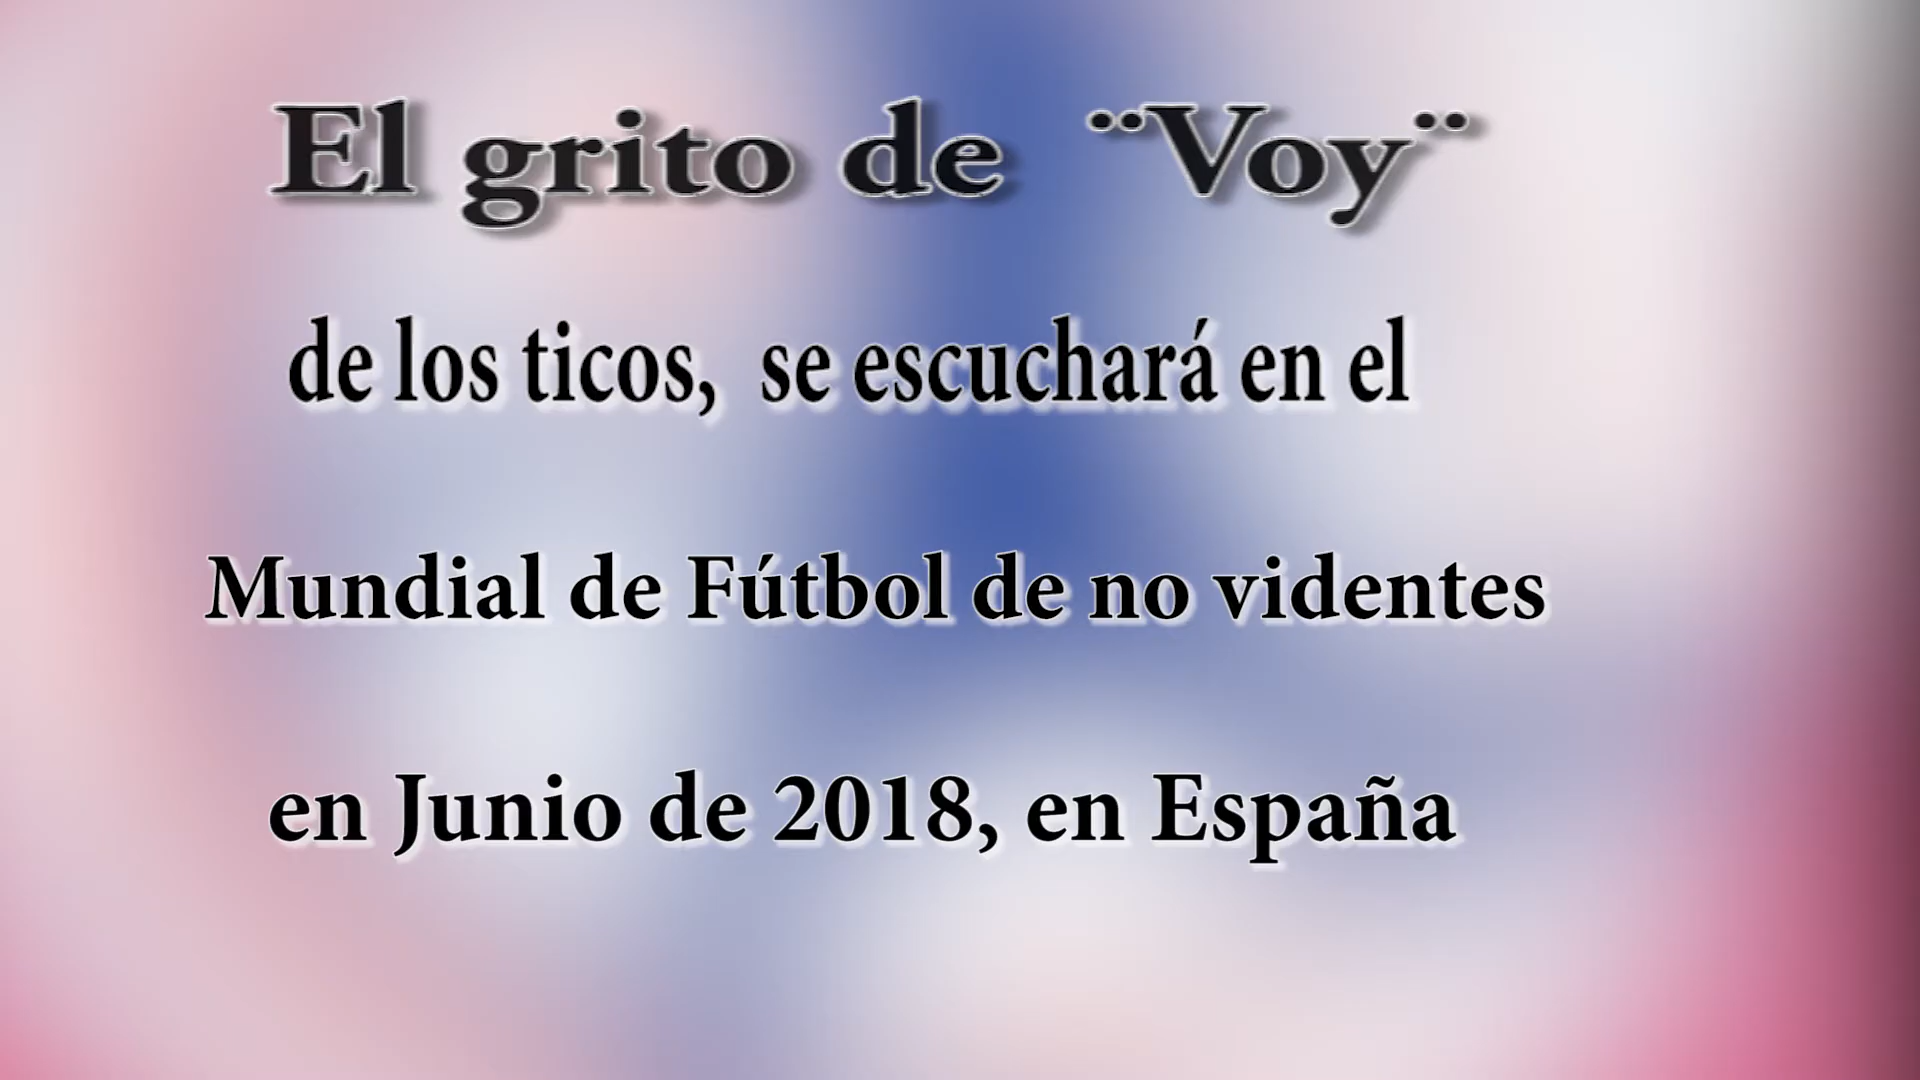 El grito de ¨Voy¨
de los ticos, se escuchará en el
Mundial de Fútbol de no videntes
en Junio de 2018, en España